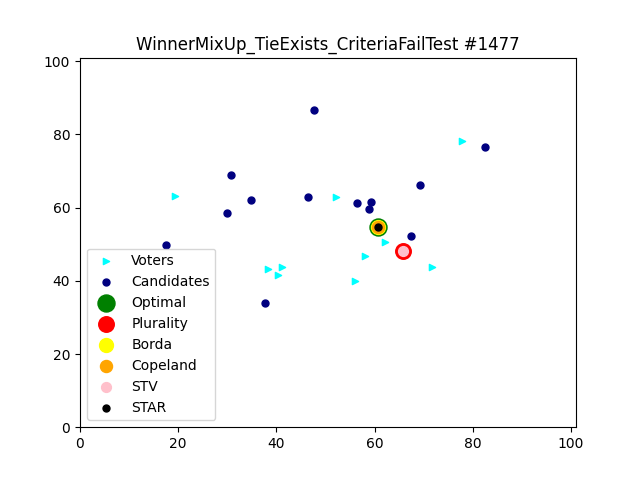 WinnerMixUp_TieExists_CriteriaFailTest #1477
100
80
60
40
20
0
Voters
Candidates
Optimal
Plurality
Borda
Copeland
STV
STAR
0 20 40 60 80 100